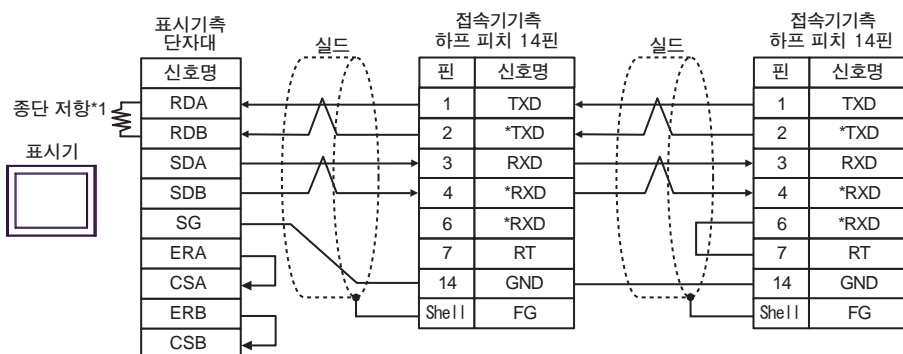 표시기측
단자대
신호명
RDA
RDB
SDA
SDB
SG
ERA
CSA
ERB
CSB
종단 저항*1
표시기
실드
접속기기측
하프 피치 14핀
핀 신호명
1 TXD
2 *TXD
3 RXD
4 *RXD
6 *RXD
7 RT
14 GND
Shell FG
실드
접속기기측
하프 피치 14핀
핀 신호명
1 TXD
2 *TXD
3 RXD
4 *RXD
6 *RXD
7 RT
14 GND
Shell FG